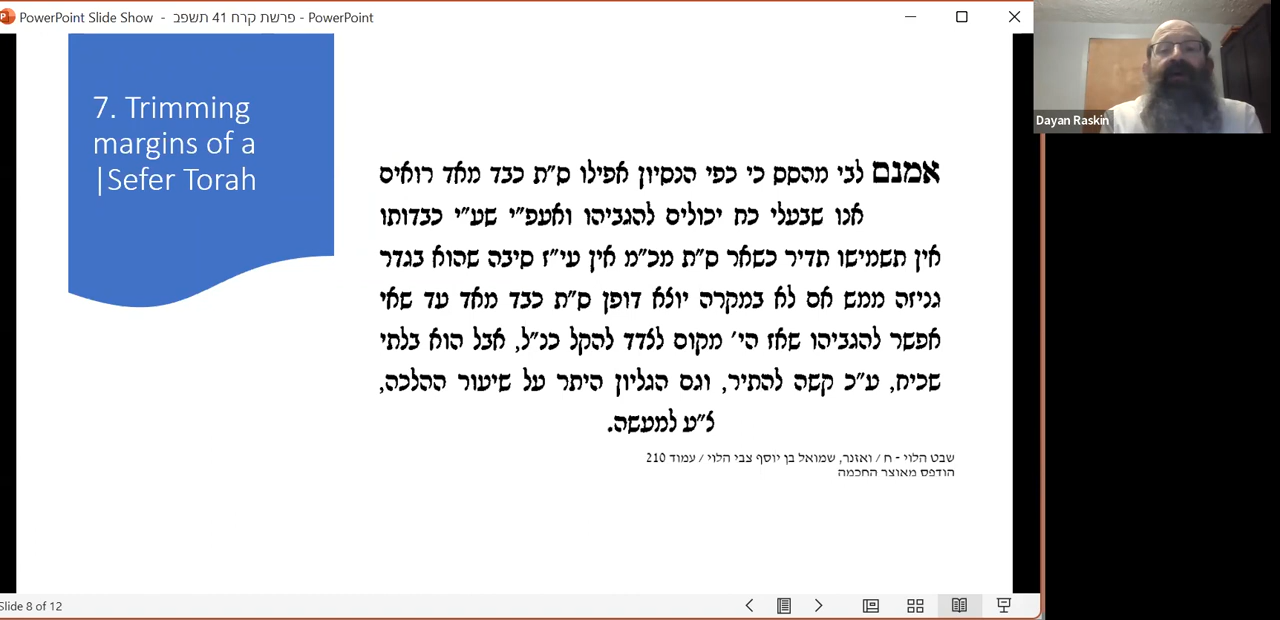 PowerPoint Slide Show - פרשת קרח 41 תשפב - PowerPoint
Dayan Raskin
7. Trimming
margins of a
|Sefer Torah
אמנם לבי מהסס כי כפי הנסיון אפילו ס"ת כבד מאד רואים
אנו שבעלי כח יכולים להגביהו ואעפ"י שע"י כבדותו
אין תשמישו תדיר כשאר ס"ת מכ"מ אין עי"ז סיבה שהוא בגדר
גניזה ממש אם לא במקרה יוצא דופן ס"ת כבד מאד עד שאי
אפשר להגביהו שאז הי' מקום לצדד להקל כנ"ל, אבל הוא בלתי
שכיח, ע"כ קשה להתיר, וגם הגליון היתר על שיעור ההלכה,
צ"ע למעשה.
שבט הלוי - ח / ואזנר, שמואל בן יוסף צבי הלוי / עמוד 210
הודפס מאוצר החכמה
Slide 8 of 12